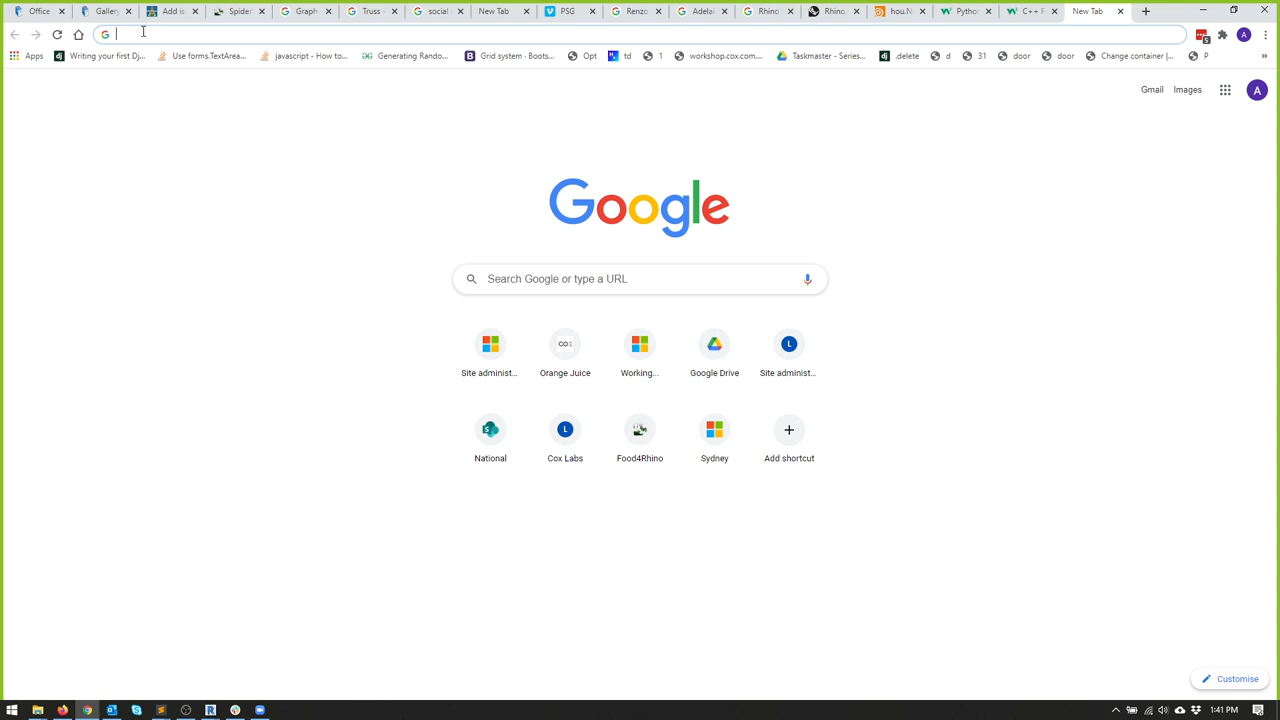 Office Gallery Add is Spider Graph Truss - social New Tab PSG Renzo Adelai Rhino Rhino hou.N Python C++ F New Tab
Apps Writing your first Dj... Use forms.TextArea... javascript - How to... Generating Rando... Grid system · Boots... Opt td 1 workshop.cox.com.... Taskmaster - Series... .delete d 31 door door Change container |... P »
Gmail Images A
Google
Search Google or type a URL
Site administ... Orange Juice Working... Google Drive Site administ...
National Cox Labs Food4Rhino Sydney Add shortcut
Customise
1:41 PM